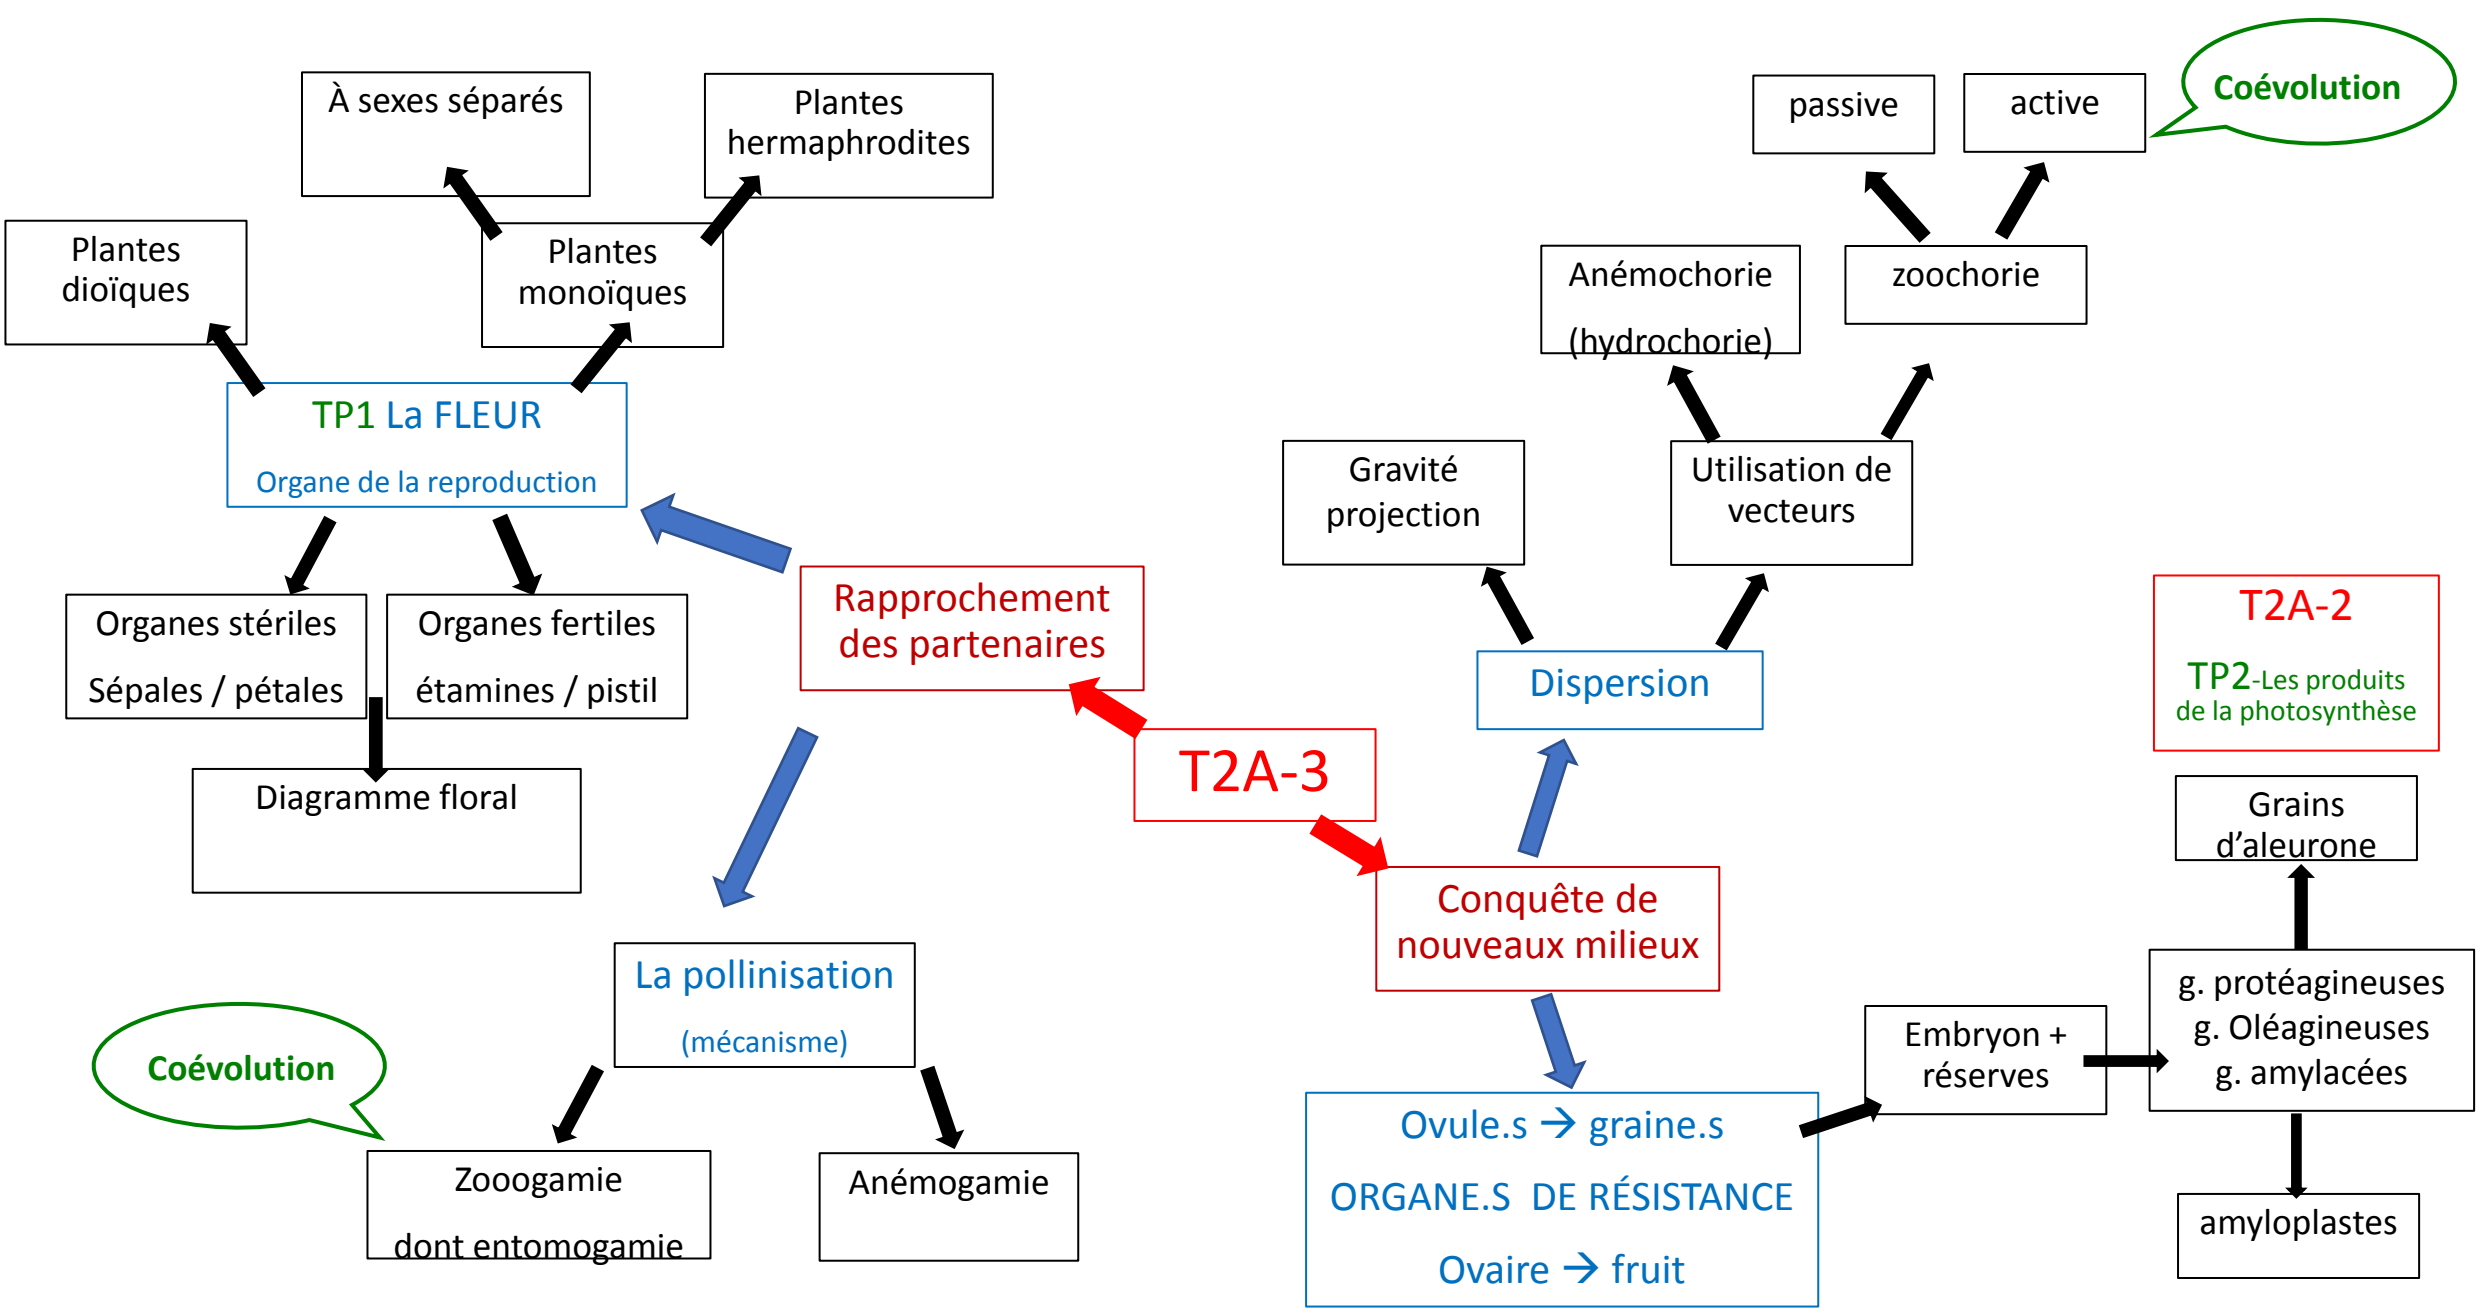 À sexes séparés
Plantes
hermaphrodites
Plantes
dioïques
Plantes
monoïques
TP1 La FLEUR
Organe de la reproduction
Organes stériles
Sépales / pétales
Organes fertiles
étamines / pistil
Diagramme floral
Rapprochement
des partenaires
T2A-3
La pollinisation
(mécanisme)
Coévolution
Zooogamie
dont entomogamie
Anémogamie
passive
active
Coévolution
Anémochorie
(hydrochorie)
zoochorie
Gravité
projection
Utilisation de
vecteurs
Dispersion
Conquête de
nouveaux milieux
Ovule.s → graine.s
ORGANE.S DE RÉSISTANCE
Ovaire → fruit
Embryon +
réserves
T2A-2
TP2-Les produits
de la photosynthèse
Grains
d’aleurone
g. protéagineuses
g. Oléagineuses
g. amylacées
amyloplastes